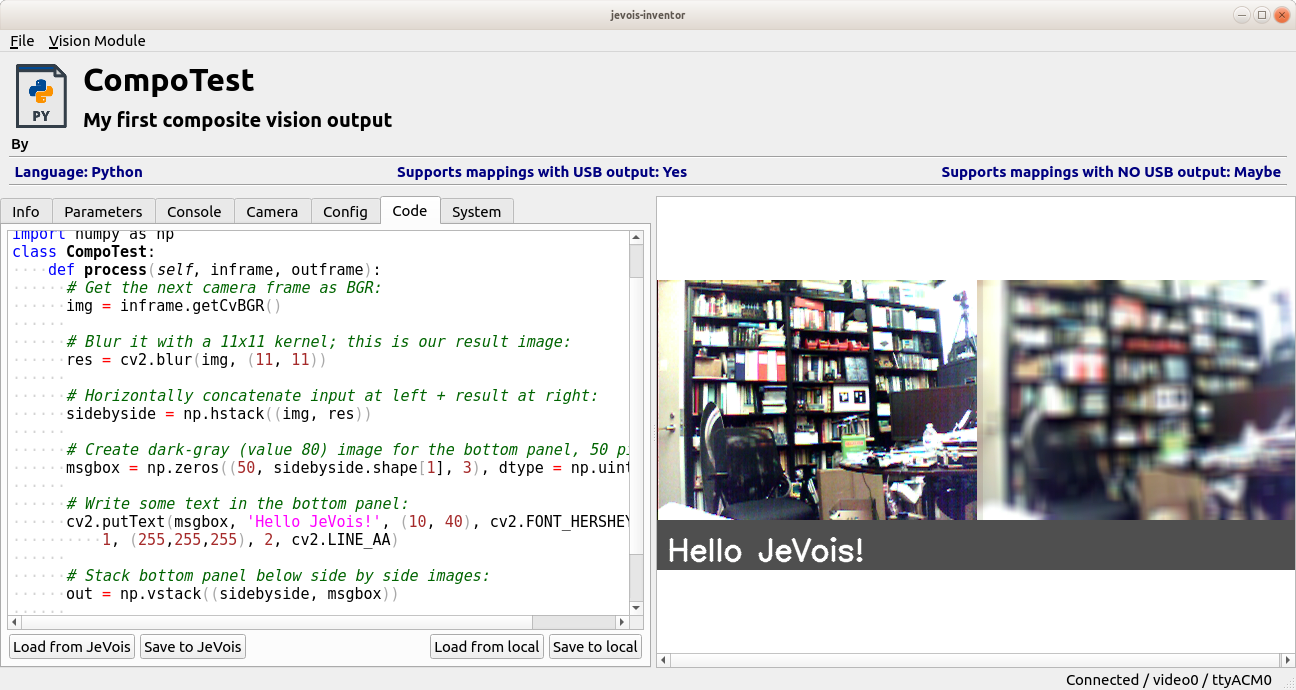 jevois-inventor
File Vision Module
PY
CompoTest
My first composite vision output
By
Language: Python Supports mappings with USB output: Yes Supports mappings with NO USB output: Maybe
Info Parameters Console Camera Config Code System
import numpy as np
class CompoTest:
def process(self, inframe, outframe):
# Get the next camera frame as BGR:
img = inframe.getCvBGR()
# Blur it with a 11x11 kernel; this is our result image:
res = cv2.blur(img, (11, 11))
# Horizontally concatenate input at left + result at right:
sidebyside = np.hstack((img, res))
# Create dark-gray (value 80) image for the bottom panel, 50 pi
msgbox = np.zeros((50, sidebyside.shape[1], 3), dtype = np.uint
# Write some text in the bottom panel:
cv2.putText(msgbox, 'Hello JeVois!', (10, 40), cv2.FONT_HERSHEY
1, (255,255,255), 2, cv2.LINE_AA)
# Stack bottom panel below side by side images:
out = np.vstack((sidebyside, msgbox))
Load from JeVois Save to JeVois Load from local Save to local
Hello JeVois!
Connected / video0 / ttyACM0